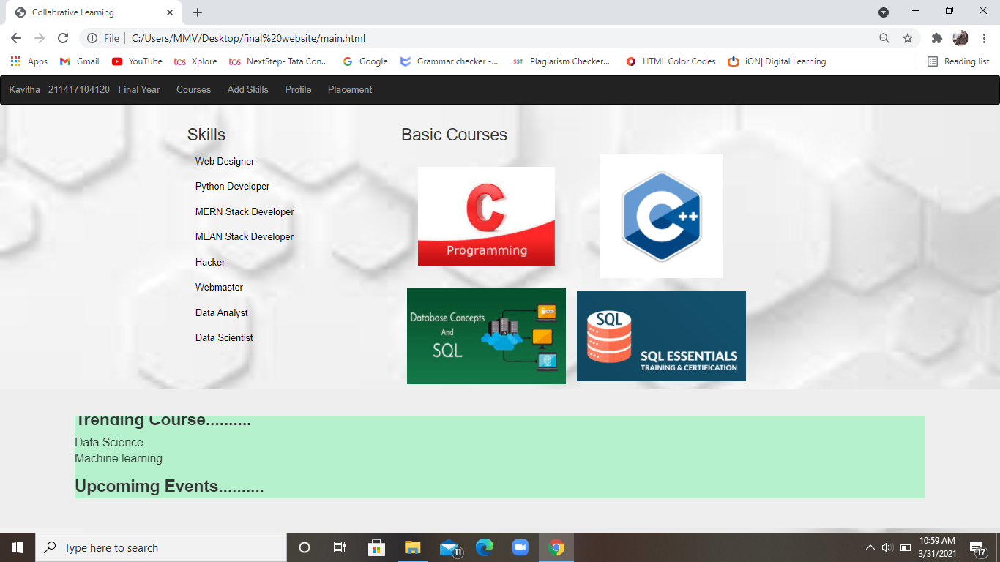 Collabrative Learning
File C:/Users/MMV/Desktop/final%20website/main.html
Apps Gmail YouTube tcs Xplore tcs NextStep- Tata Con... Google Grammar checker -... SST Plagiarism Checker... HTML Color Codes iON| Digital Learning Reading list
Kavitha 211417104120 Final Year Courses Add Skills Profile Placement
Skills
Web Designer
Python Developer
MERN Stack Developer
MEAN Stack Developer
Hacker
Webmaster
Data Analyst
Data Scientist
Basic Courses
C
Programming
C++
Database Concepts
And
SQL
SQL
SQL ESSENTIALS
TRAINING & CERTIFICATION
Trending Course..........
Data Science
Machine learning
Upcomimg Events..........
Type here to search
11
10:59 AM
3/31/2021
17